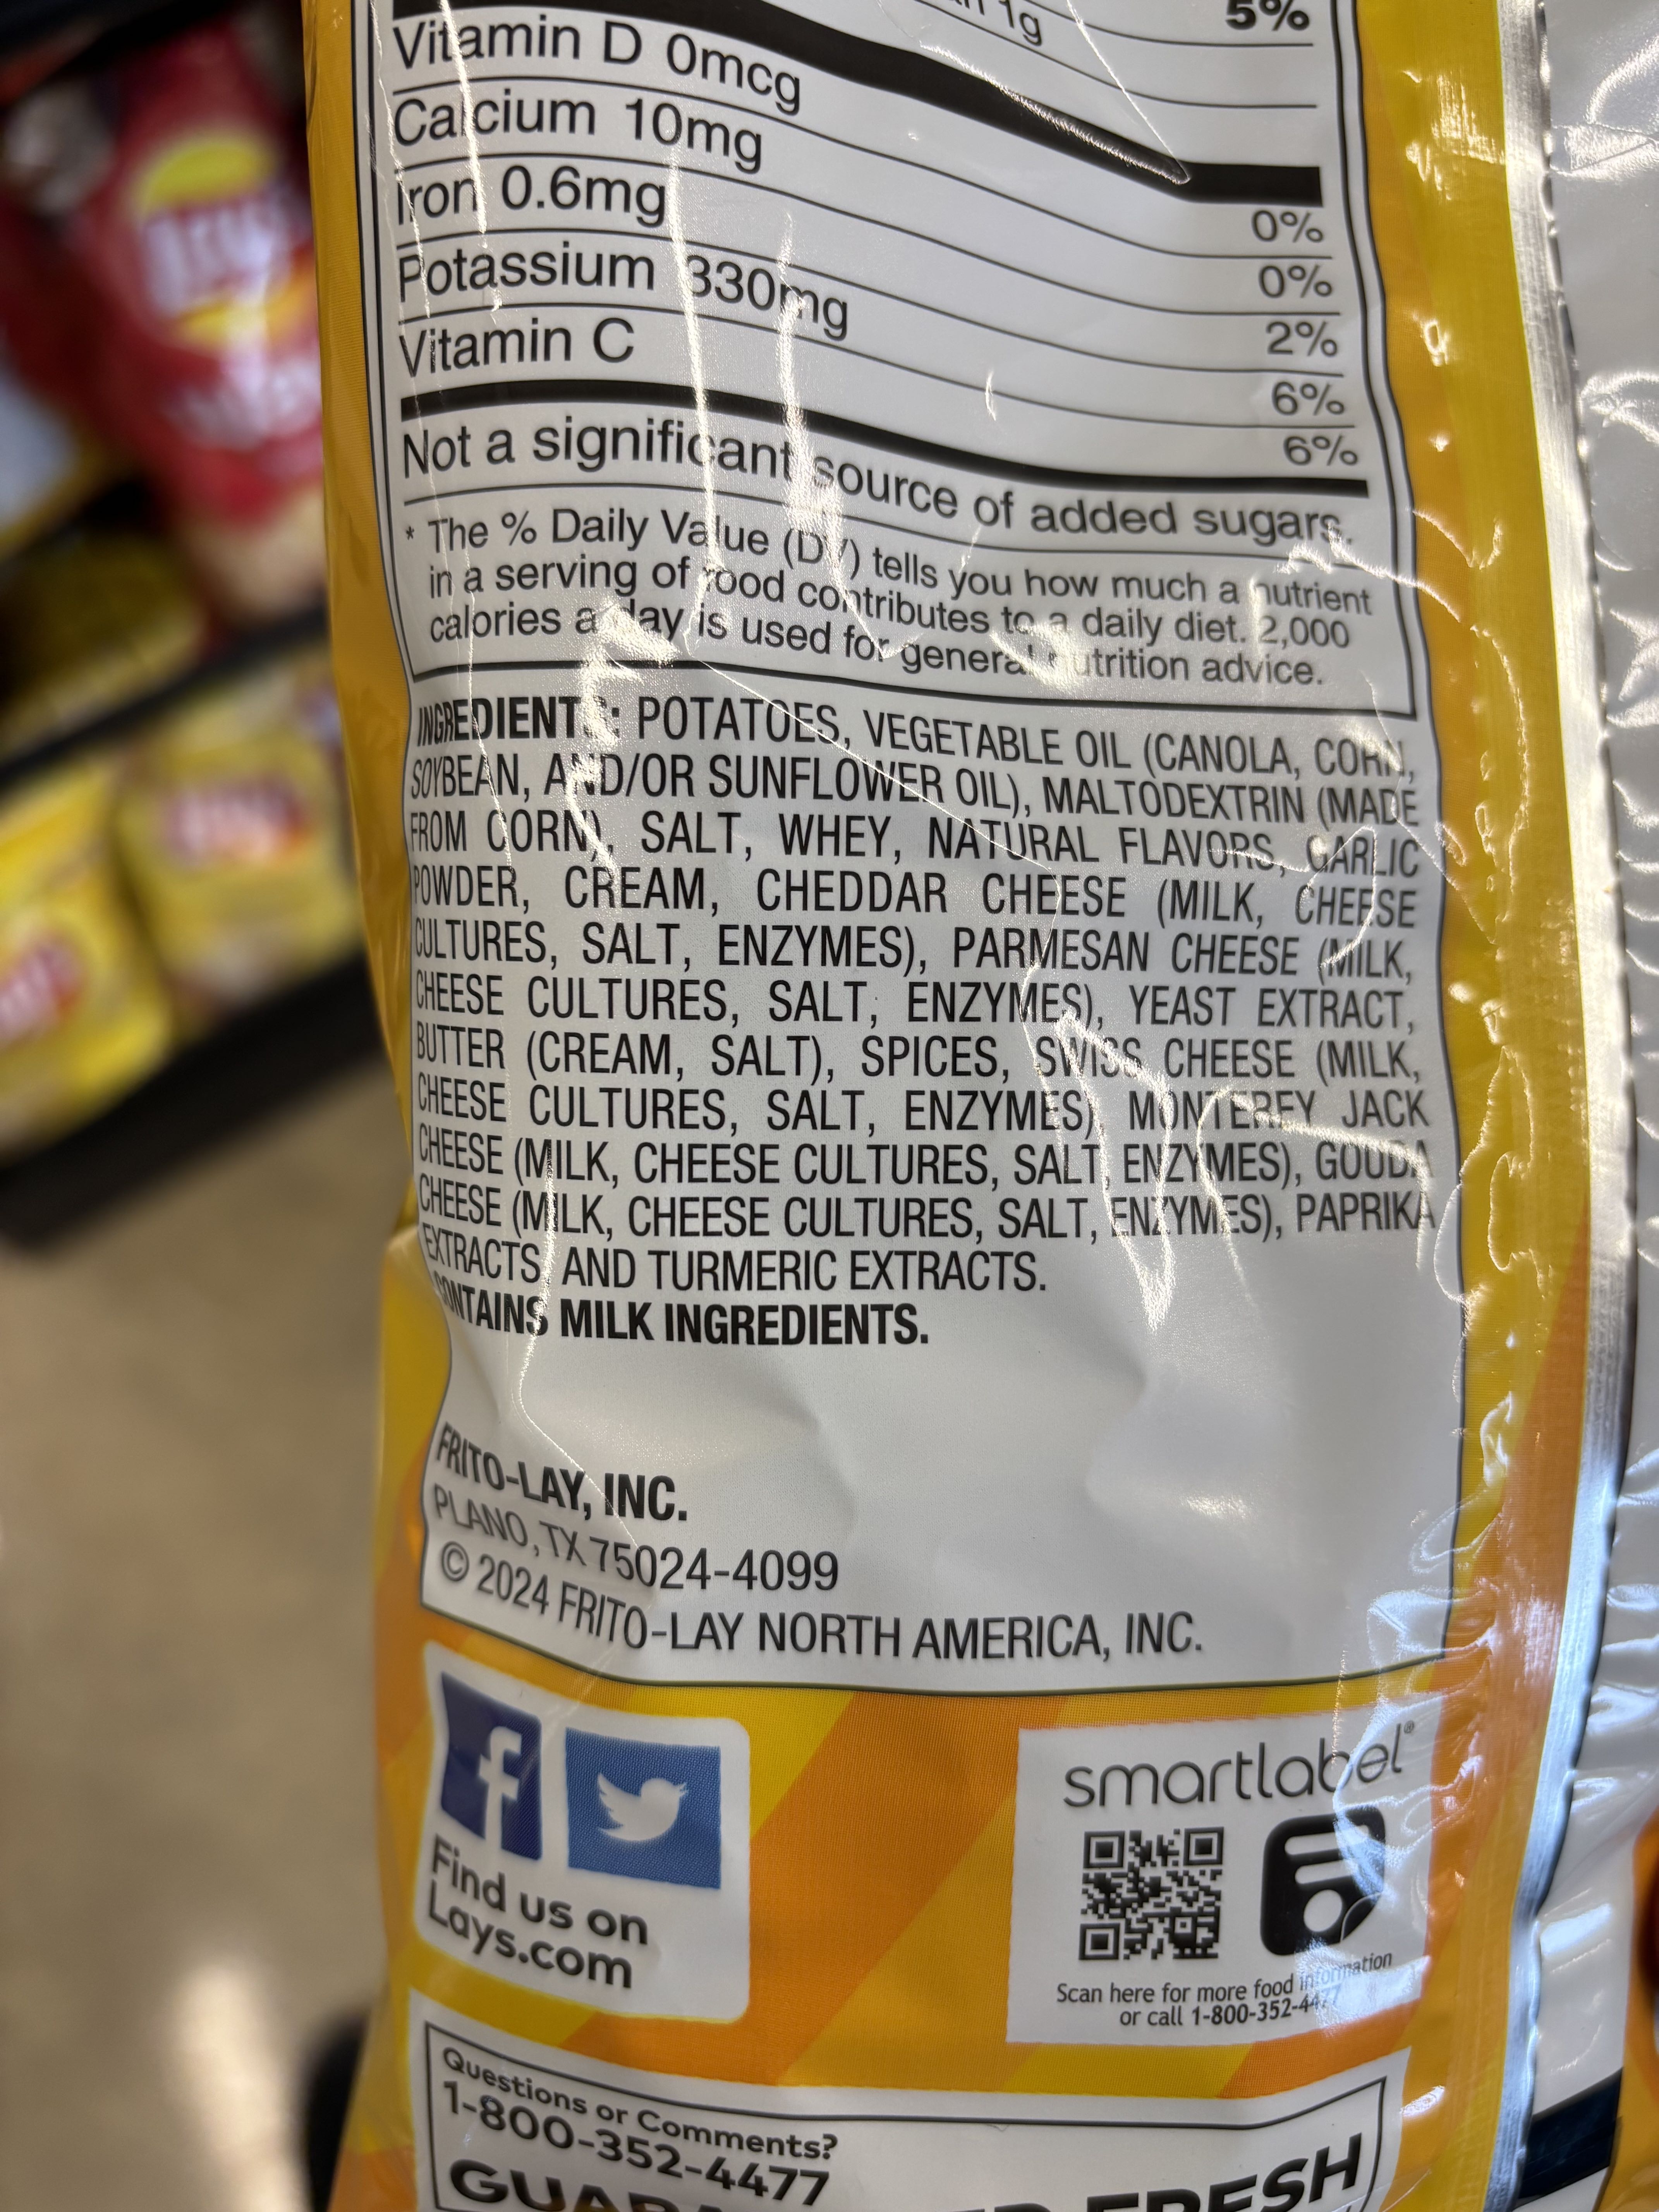 1g
5%
Vitamin D 0mcg 0%
Calcium 10mg 0%
Iron 0.6mg 2%
Potassium 330mg 6%
Vitamin C 6%
Not a significant source of added sugars.
* The % Daily Value (DV) tells you how much a nutrient
in a serving of food contributes to a daily diet. 2,000
calories a day is used for general nutrition advice.
INGREDIENTS: POTATOES, VEGETABLE OIL (CANOLA, CORN,
SOYBEAN, AND/OR SUNFLOWER OIL), MALTODEXTRIN (MADE
FROM CORN), SALT, WHEY, NATURAL FLAVORS, GARLIC
POWDER, CREAM, CHEDDAR CHEESE (MILK, CHEESE
CULTURES, SALT, ENZYMES), PARMESAN CHEESE (MILK,
CHEESE CULTURES, SALT, ENZYMES), YEAST EXTRACT,
BUTTER (CREAM, SALT), SPICES, SWISS CHEESE (MILK,
CHEESE CULTURES, SALT, ENZYMES), MONTEREY JACK
CHEESE (MILK, CHEESE CULTURES, SALT, ENZYMES), GOUDA
CHEESE (MILK, CHEESE CULTURES, SALT, ENZYMES), PAPRIKA
EXTRACTS, AND TURMERIC EXTRACTS.
CONTAINS MILK INGREDIENTS.
FRITO-LAY, INC.
PLANO, TX 75024-4099
© 2024 FRITO-LAY NORTH AMERICA, INC.
Find us on
Lays.com
smartlabel®
Scan here for more food information
or call 1-800-352-4477
Questions or Comments?
1-800-352-4477
FRESH